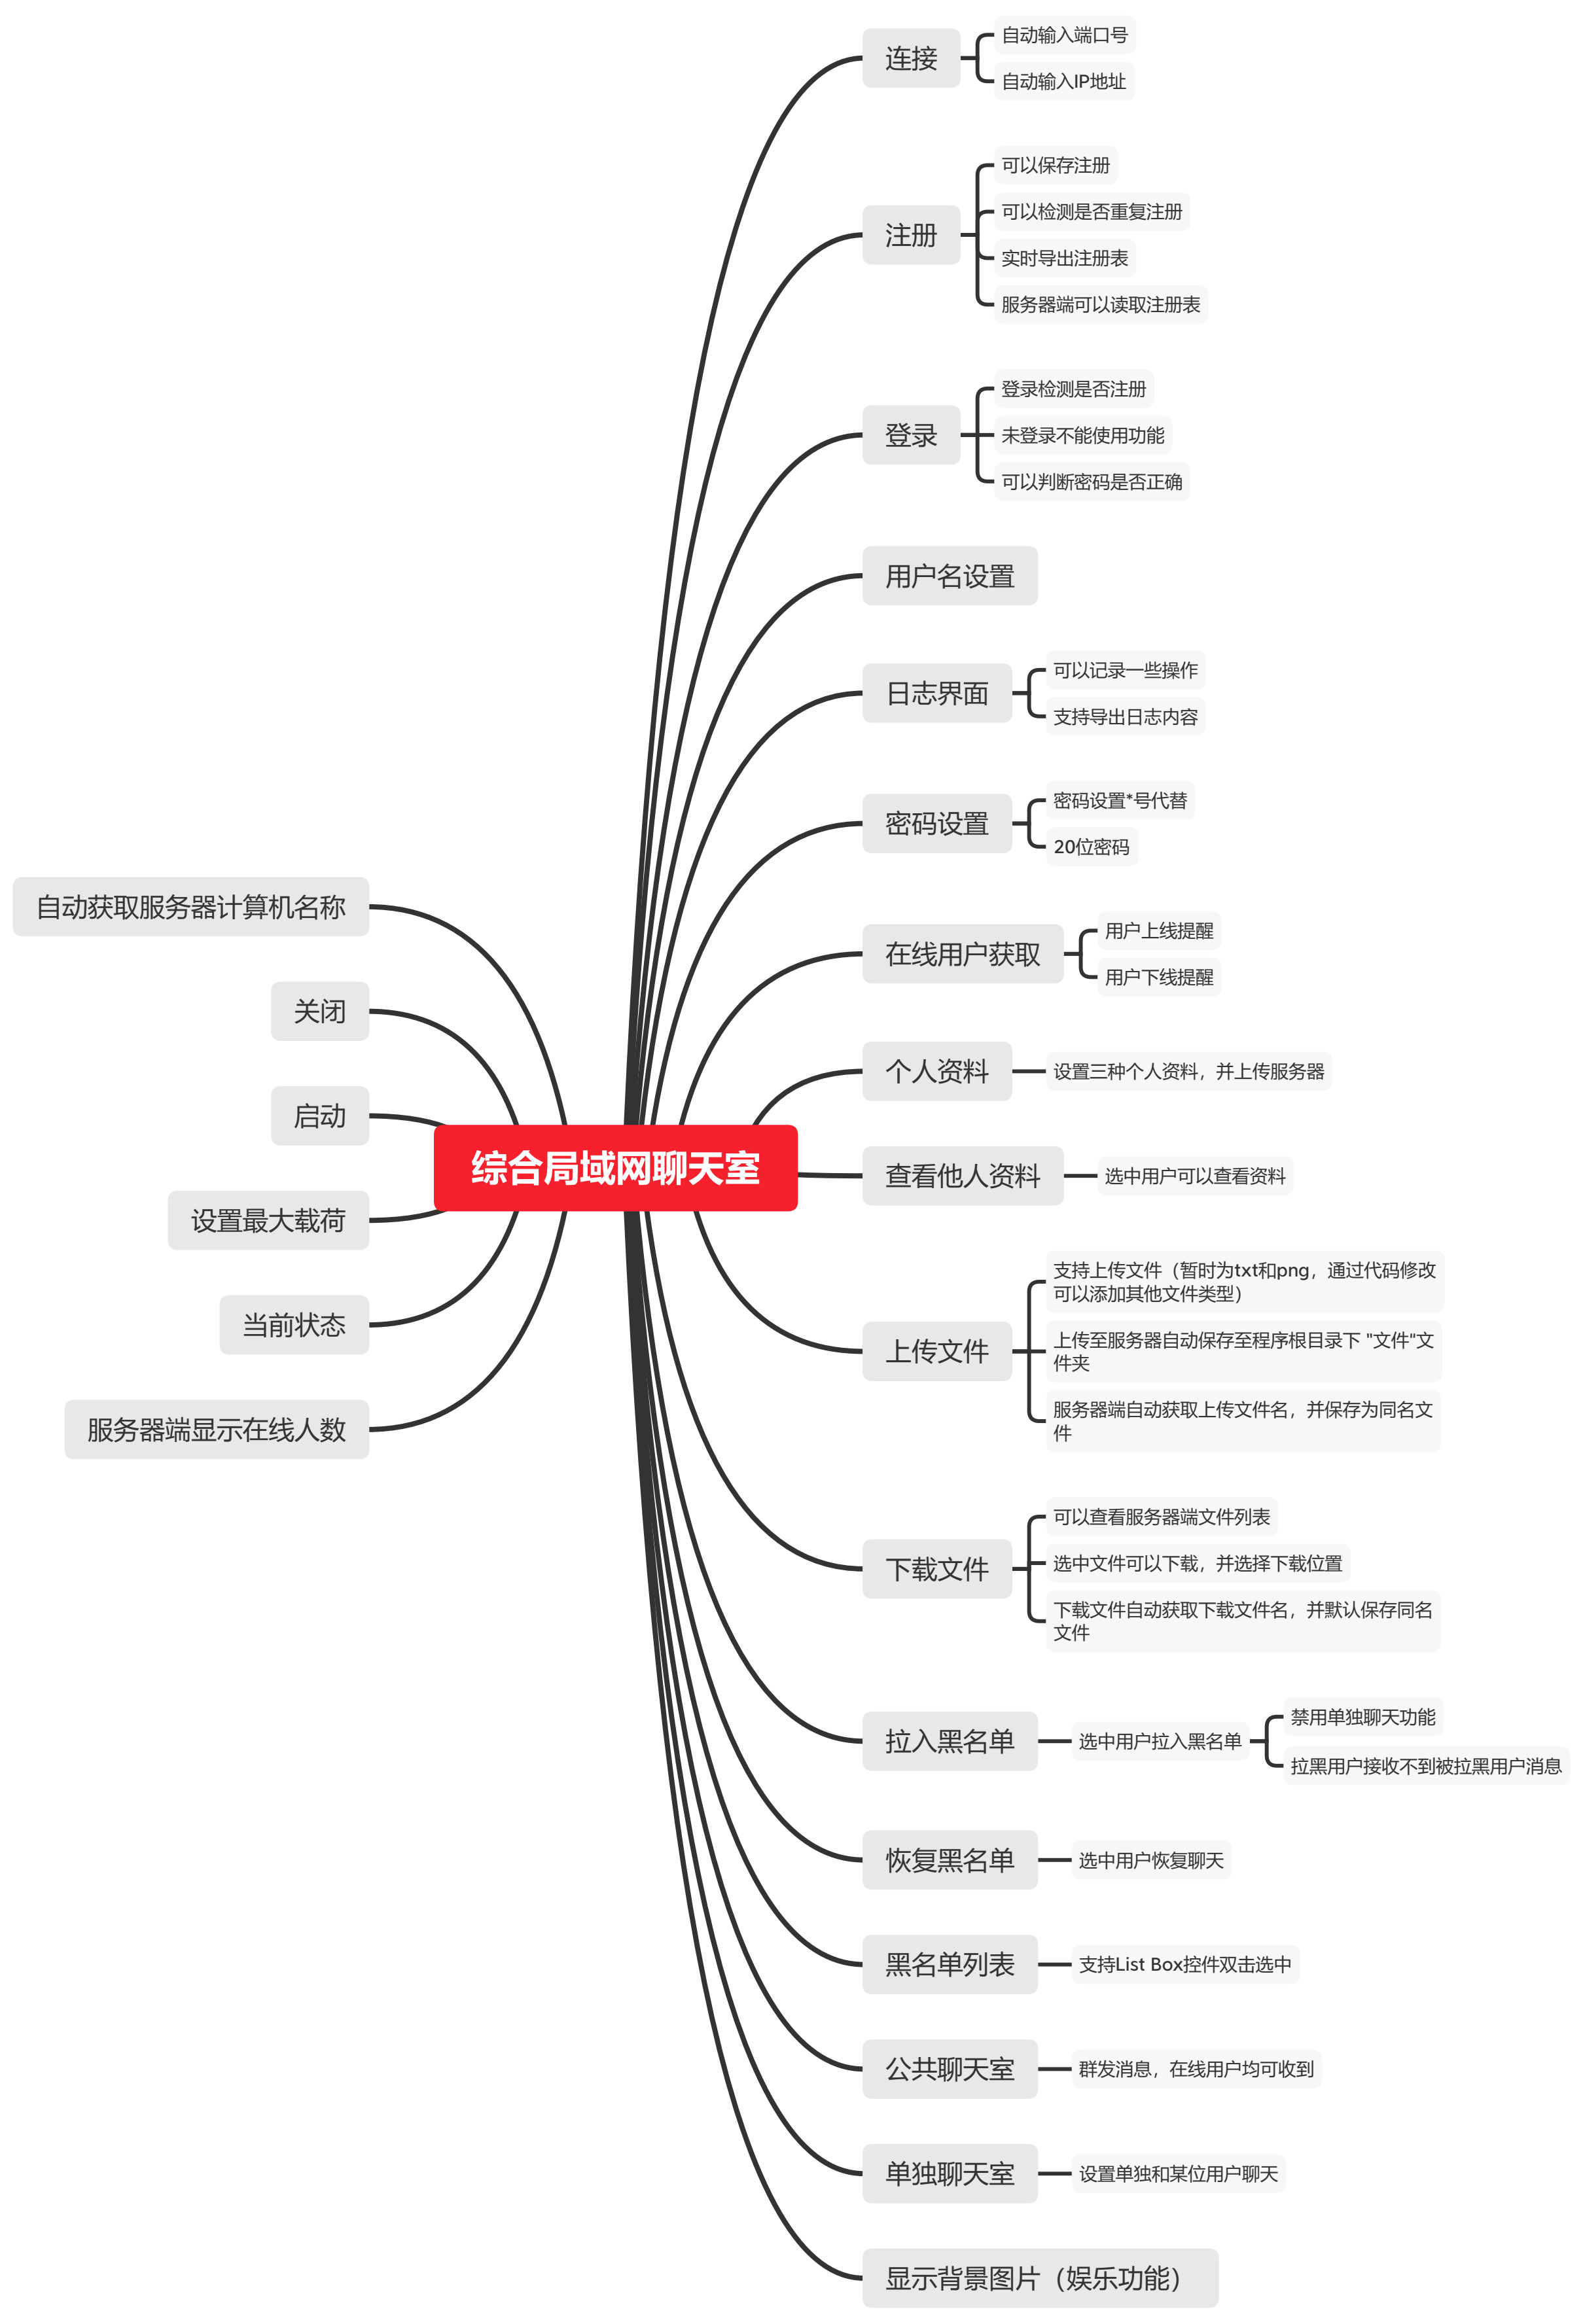 综合局域网聊天室
连接
自动输入端口号
自动输入IP地址
注册
可以保存注册
可以检测是否重复注册
实时导出注册表
服务器端可以读取注册表
登录
登录检测是否注册
未登录不能使用功能
可以判断密码是否正确
用户名设置
日志界面
可以记录一些操作
支持导出日志内容
密码设置
密码设置*号代替
20位密码
在线用户获取
用户上线提醒
用户下线提醒
个人资料
设置三种个人资料，并上传服务器
查看他人资料
选中用户可以查看资料
上传文件
支持上传文件（暂时为txt和png，通过代码修改
可以添加其他文件类型）
上传至服务器自动保存至程序根目录下 "文件"文
件夹
服务器端自动获取上传文件名，并保存为同名文
件
下载文件
可以查看服务器端文件列表
选中文件可以下载，并选择下载位置
下载文件自动获取下载文件名，并默认保存同名
文件
拉入黑名单
选中用户拉入黑名单
禁用单独聊天功能
拉黑用户接收不到被拉黑用户消息
恢复黑名单
选中用户恢复聊天
黑名单列表
支持List Box控件双击选中
公共聊天室
群发消息，在线用户均可收到
单独聊天室
设置单独和某位用户聊天
显示背景图片（娱乐功能）
自动获取服务器计算机名称
关闭
启动
设置最大载荷
当前状态
服务器端显示在线人数